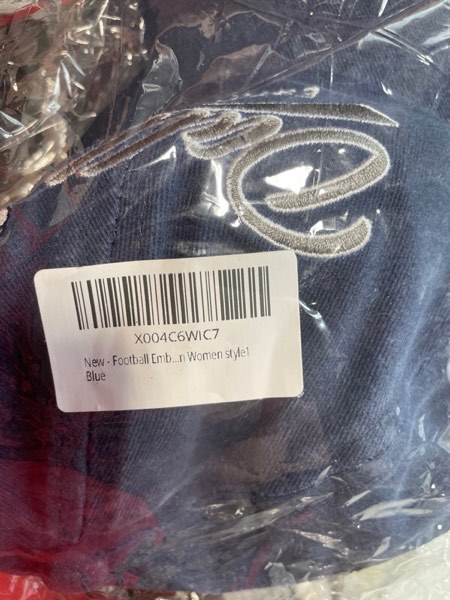 X004C6WIC7
New - Football Emb...n Women style1
Blue